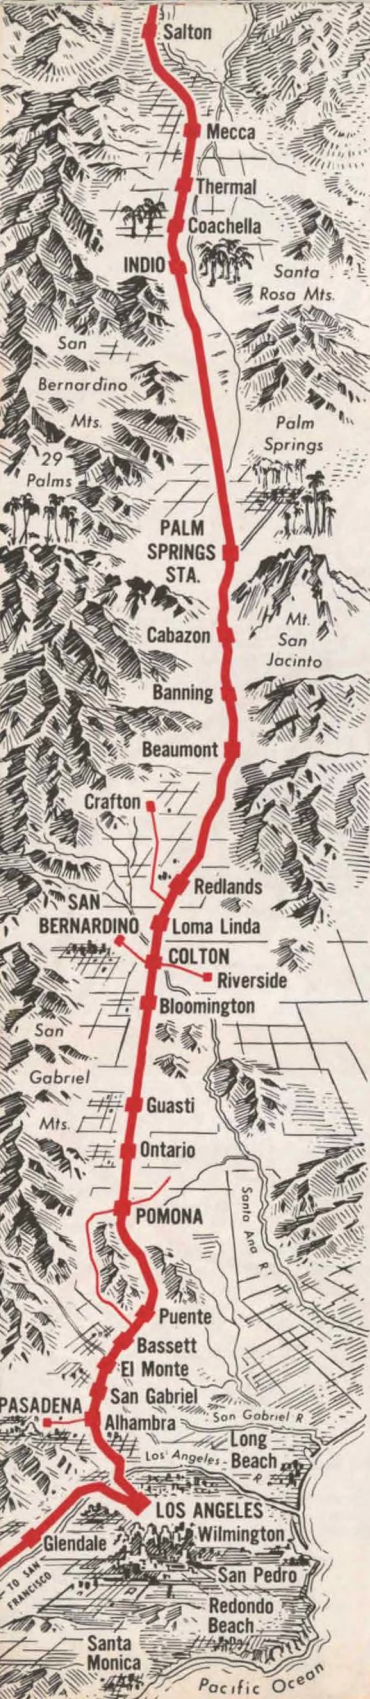 Salton
Mecca
Thermal
Coachella
INDIO
Santa
Rosa Mts.
San
Bernardino
Mts.
Palm
Springs
29
Palms
PALM
SPRINGS
STA.
Mt.
San
Jacinto
Cabazon
Banning
Beaumont
Crafton
Redlands
SAN
BERNARDINO
Loma Linda
COLTON
Riverside
Bloomington
San
Gabriel
Mts.
Guasti
Ontario
Santa Ana R.
POMONA
Puente
Bassett
El Monte
San Gabriel
PASADENA
Alhambra
San Gabriel R.
Long
Beach
Los Angeles R.
LOS ANGELES
Wilmington
Glendale
TO SAN
FRANCISCO
San Pedro
Redondo
Beach
Santa
Monica
Pacific Ocean